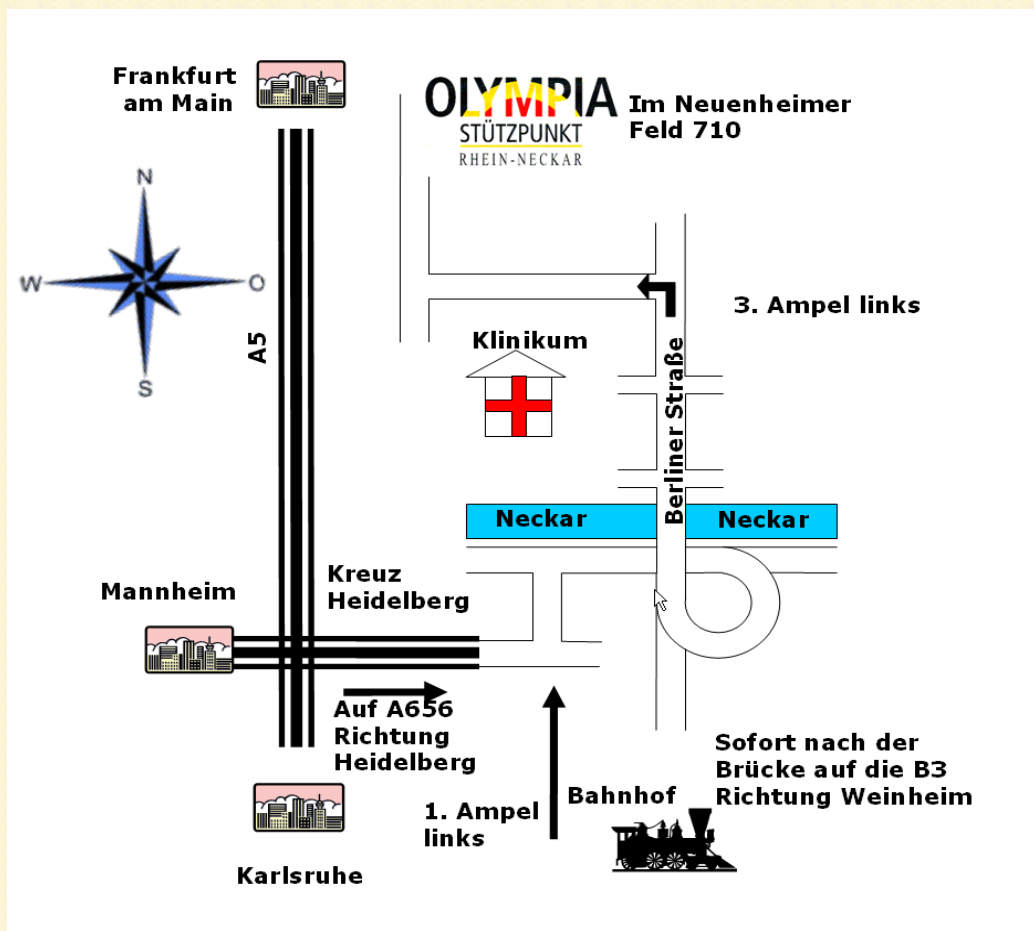 Frankfurt
am Main
OLYMPIA
STÜTZPUNKT
RHEIN-NECKAR
Im Neuenheimer
Feld 710
N
W
O
S
A5
3. Ampel links
Klinikum
Berliner Straße
Neckar
Neckar
Mannheim
Kreuz
Heidelberg
Auf A656
Richtung
Heidelberg
1. Ampel
links
Bahnhof
Sofort nach der
Brücke auf die B3
Richtung Weinheim
Karlsruhe